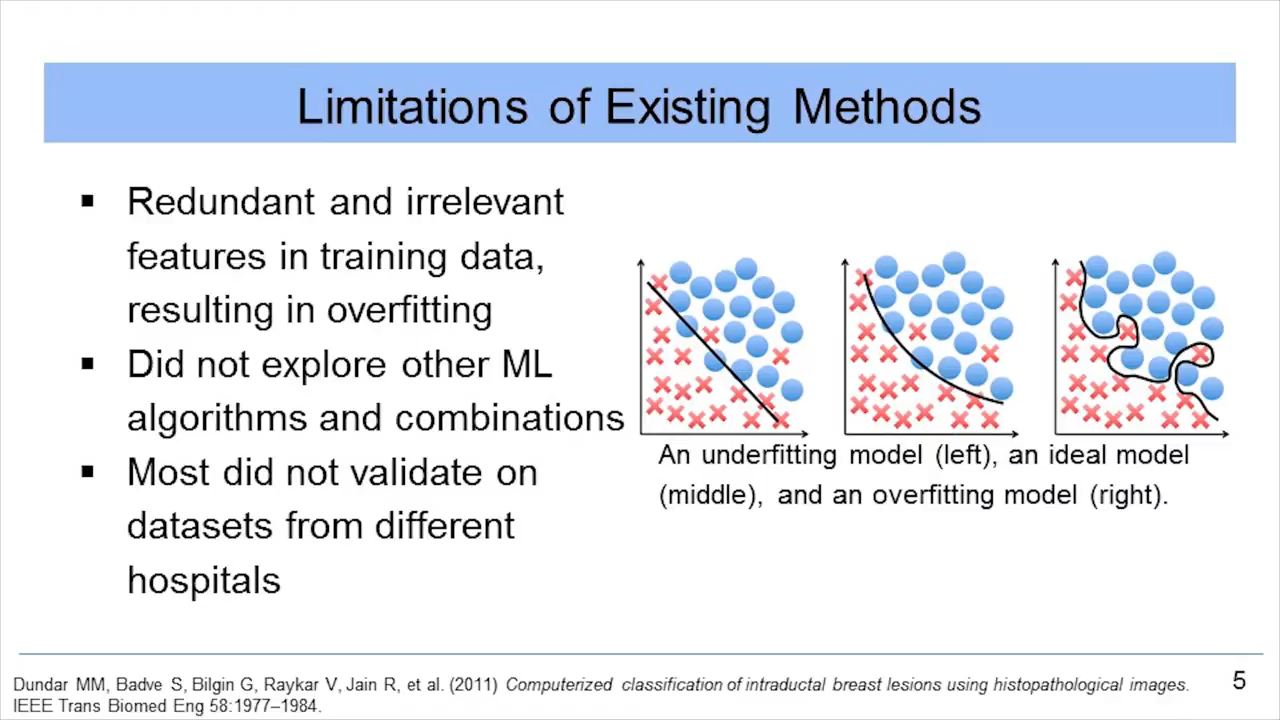 Limitations of Existing Methods
▪ Redundant and irrelevant
features in training data,
resulting in overfitting
▪ Did not explore other ML
algorithms and combinations
▪ Most did not validate on
datasets from different
hospitals
An underfitting model (left), an ideal model
(middle), and an overfitting model (right).
Dundar MM, Badve S, Bilgin G, Raykar V, Jain R, et al. (2011) Computerized classification of intraductal breast lesions using histopathological images.
IEEE Trans Biomed Eng 58:1977–1984.
5